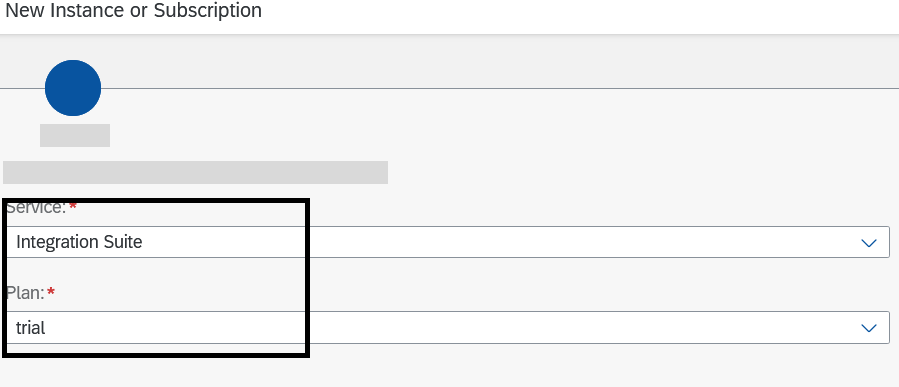 New Instance or Subscription
Service:*
Integration Suite
Plan:*
trial